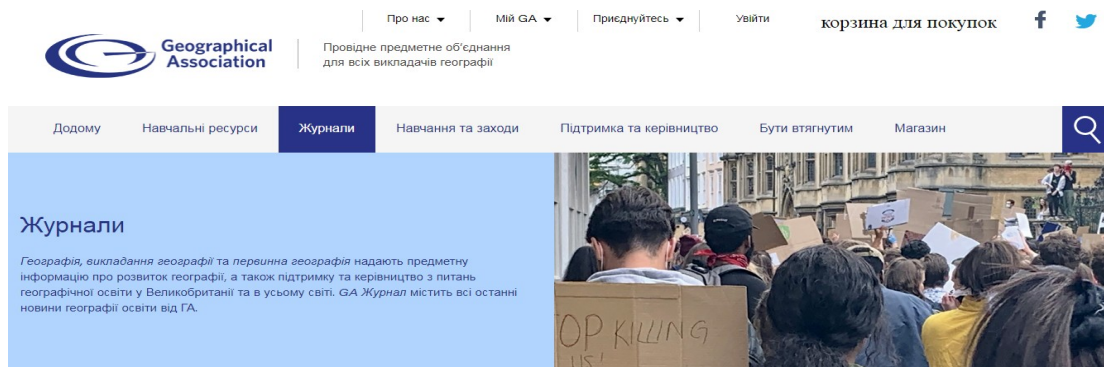 Про нас Мій GA Приєднуйтесь Увійти корзина для покупок
Geographical
Association
Провідне предметне об'єднання
для всіх викладачів географії
Додому Навчальні ресурси Журнали Навчання та заходи Підтримка та керівництво Бути втягнутим Магазин
Журнали
Географія, викладання географії та первинна географія надають предметну
інформацію про розвиток географії, а також підтримку та керівництво з питань
географічної освіти у Великобританії та в усьому світі. GA Журнал містить всі останні
новини географії освіти від ГА.
TOP KILLING
US!